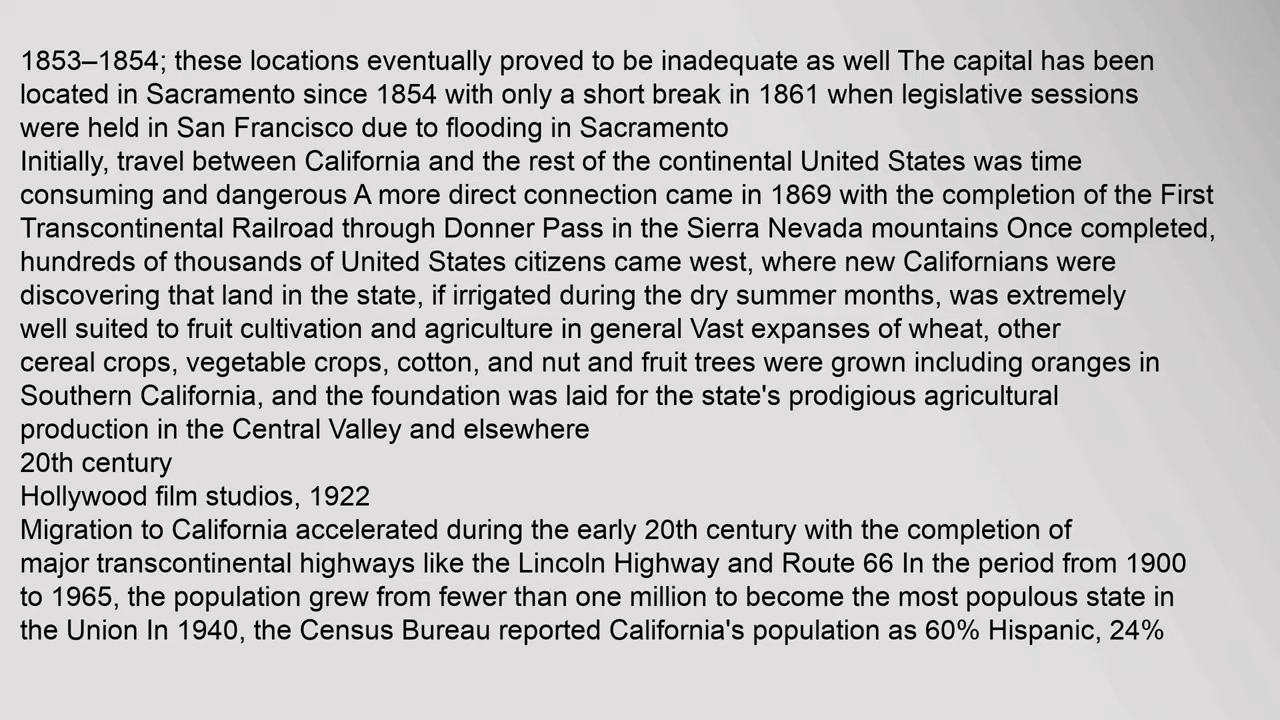 1853–1854; these locations eventually proved to be inadequate as well The capital has been
located in Sacramento since 1854 with only a short break in 1861 when legislative sessions
were held in San Francisco due to flooding in Sacramento
Initially, travel between California and the rest of the continental United States was time
consuming and dangerous A more direct connection came in 1869 with the completion of the First
Transcontinental Railroad through Donner Pass in the Sierra Nevada mountains Once completed,
hundreds of thousands of United States citizens came west, where new Californians were
discovering that land in the state, if irrigated during the dry summer months, was extremely
well suited to fruit cultivation and agriculture in general Vast expanses of wheat, other
cereal crops, vegetable crops, cotton, and nut and fruit trees were grown including oranges in
Southern California, and the foundation was laid for the state's prodigious agricultural
production in the Central Valley and elsewhere
20th century
Hollywood film studios, 1922
Migration to California accelerated during the early 20th century with the completion of
major transcontinental highways like the Lincoln Highway and Route 66 In the period from 1900
to 1965, the population grew from fewer than one million to become the most populous state in
the Union In 1940, the Census Bureau reported California's population as 60% Hispanic, 24%